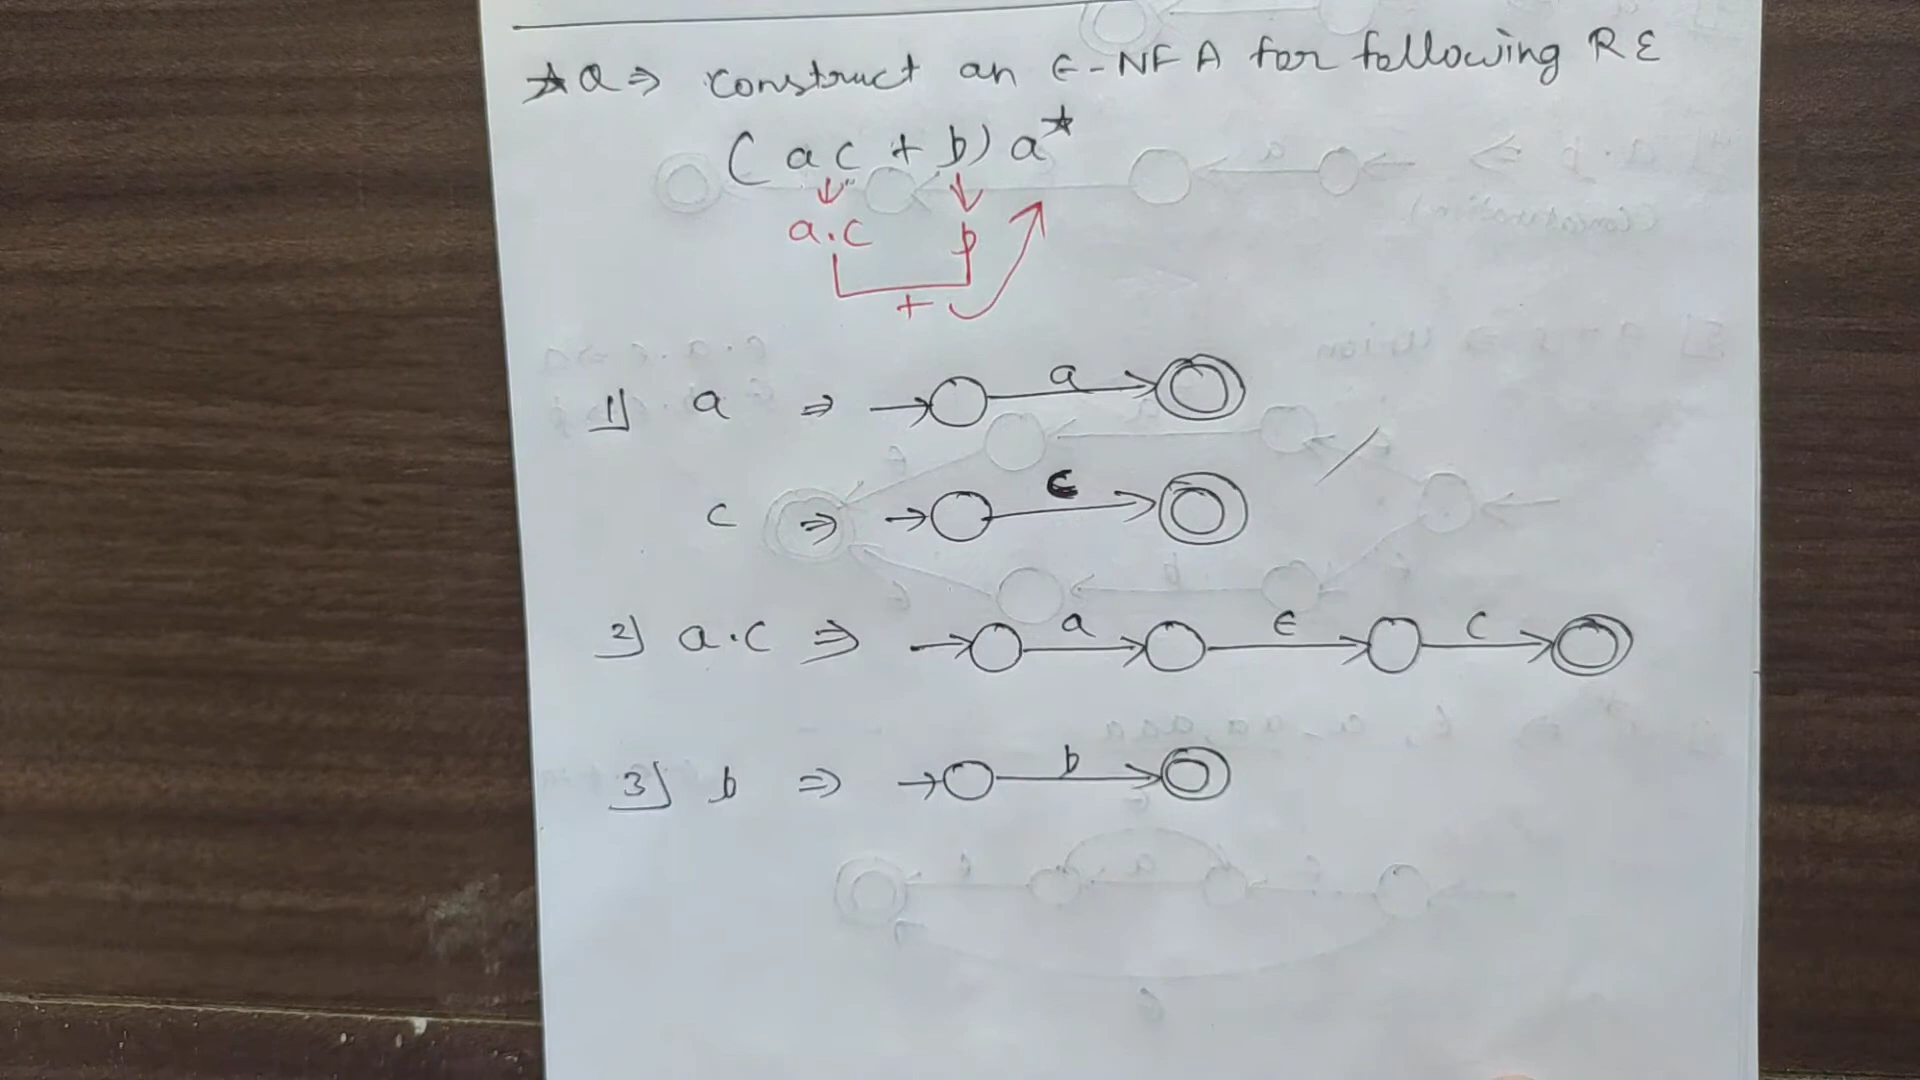 ★Q⇒ construct an ε-NFA for following RE
(ac + b)a*
↓ ↓
a.c b
+
1] a ⇒ → a
c ⇒ → c
2] a.c ⇒ → a ε c
3] b ⇒ → b